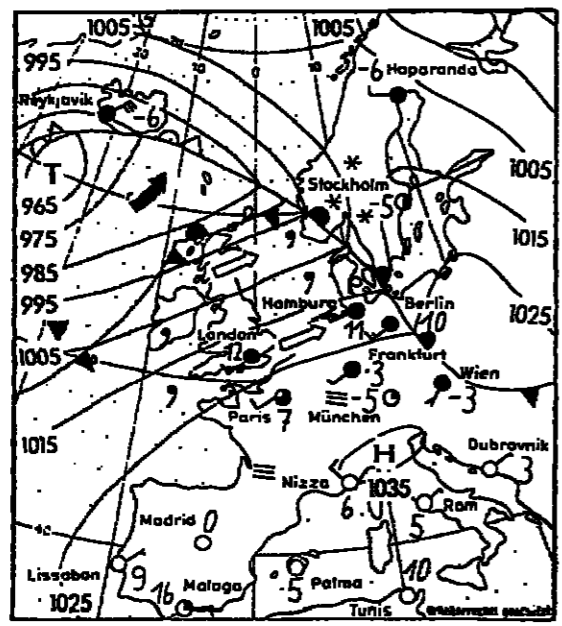 1005
1005
995
-6 Haparanda
Reykjavik
-6
0
10
T
Stockholm
1005
965
-5
975
1015
985
995
Hamburg
Berlin
1025
London
11
10
1005
12
Frankfurt
-3
Wien
Paris
7
München
-5
-3
1015
H
Dubrovnik
Nizza
1035
3
6
Rom
Madrid
0
5
Lissabon
9
16
Malaga
-5
Palma
10
1025
Tunis